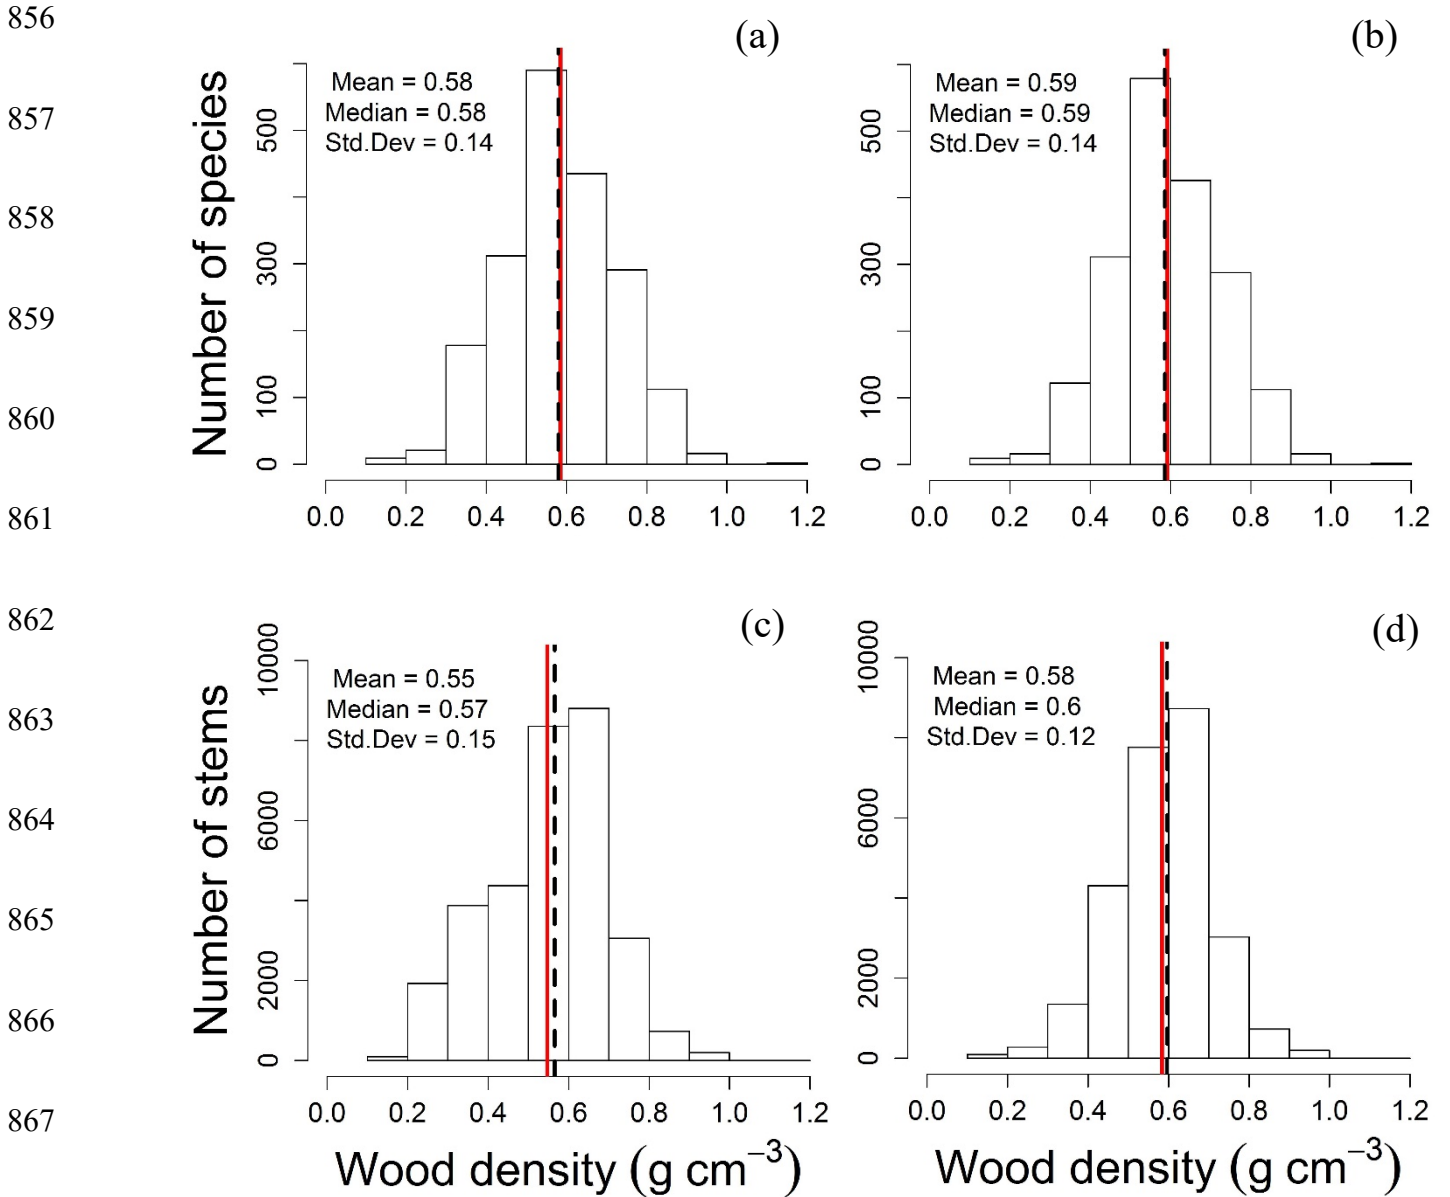 856
(a)
(b)
Mean = 0.58
Median = 0.58
Std.Dev = 0.14
Mean = 0.59
Median = 0.59
Std.Dev = 0.14
857
858
859
860
861
Number of species
500
300
100
0
500
300
100
0
0.0 0.2 0.4 0.6 0.8 1.0 1.2
0.0 0.2 0.4 0.6 0.8 1.0 1.2
862
(c)
(d)
Mean = 0.55
Median = 0.57
Std.Dev = 0.15
Mean = 0.58
Median = 0.6
Std.Dev = 0.12
863
864
865
866
867
Number of stems
10000
6000
2000
0
10000
6000
2000
0
0.0 0.2 0.4 0.6 0.8 1.0 1.2
0.0 0.2 0.4 0.6 0.8 1.0 1.2
Wood density (g cm⁻³)
Wood density (g cm⁻³)